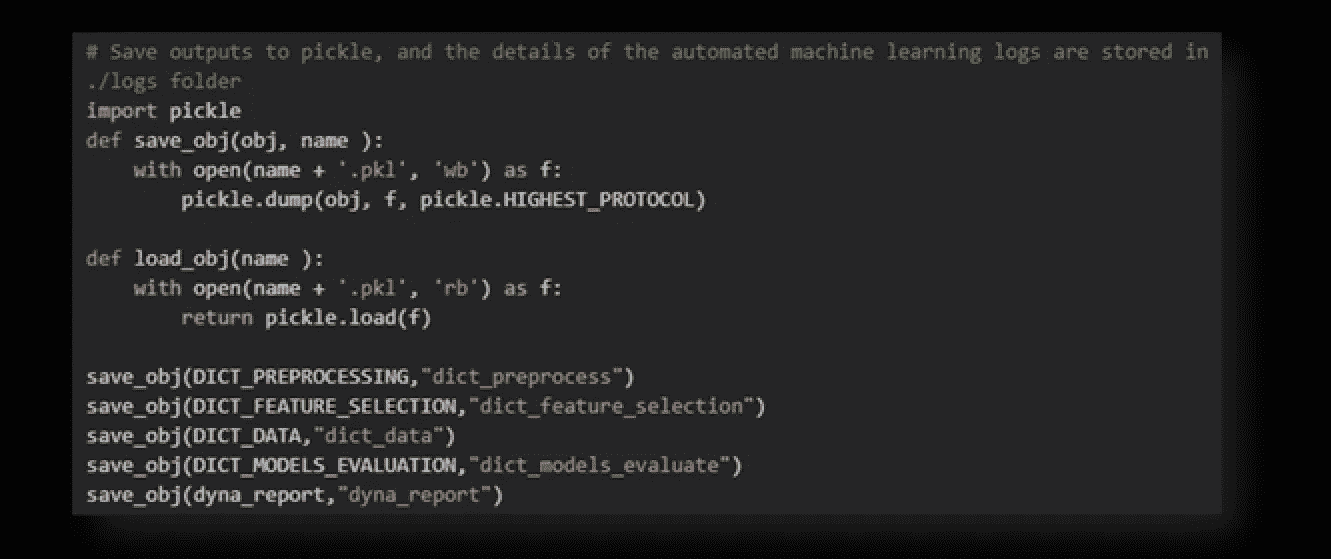 # Save outputs to pickle, and the details of the automated machine learning logs are stored in
./logs folder
import pickle
def save_obj(obj, name ):
    with open(name + '.pkl', 'wb') as f:
        pickle.dump(obj, f, pickle.HIGHEST_PROTOCOL)

def load_obj(name ):
    with open(name + '.pkl', 'rb') as f:
        return pickle.load(f)

save_obj(DICT_PREPROCESSING,"dict_preprocess")
save_obj(DICT_FEATURE_SELECTION,"dict_feature_selection")
save_obj(DICT_DATA,"dict_data")
save_obj(DICT_MODELS_EVALUATION,"dict_models_evaluate")
save_obj(dyna_report,"dyna_report")